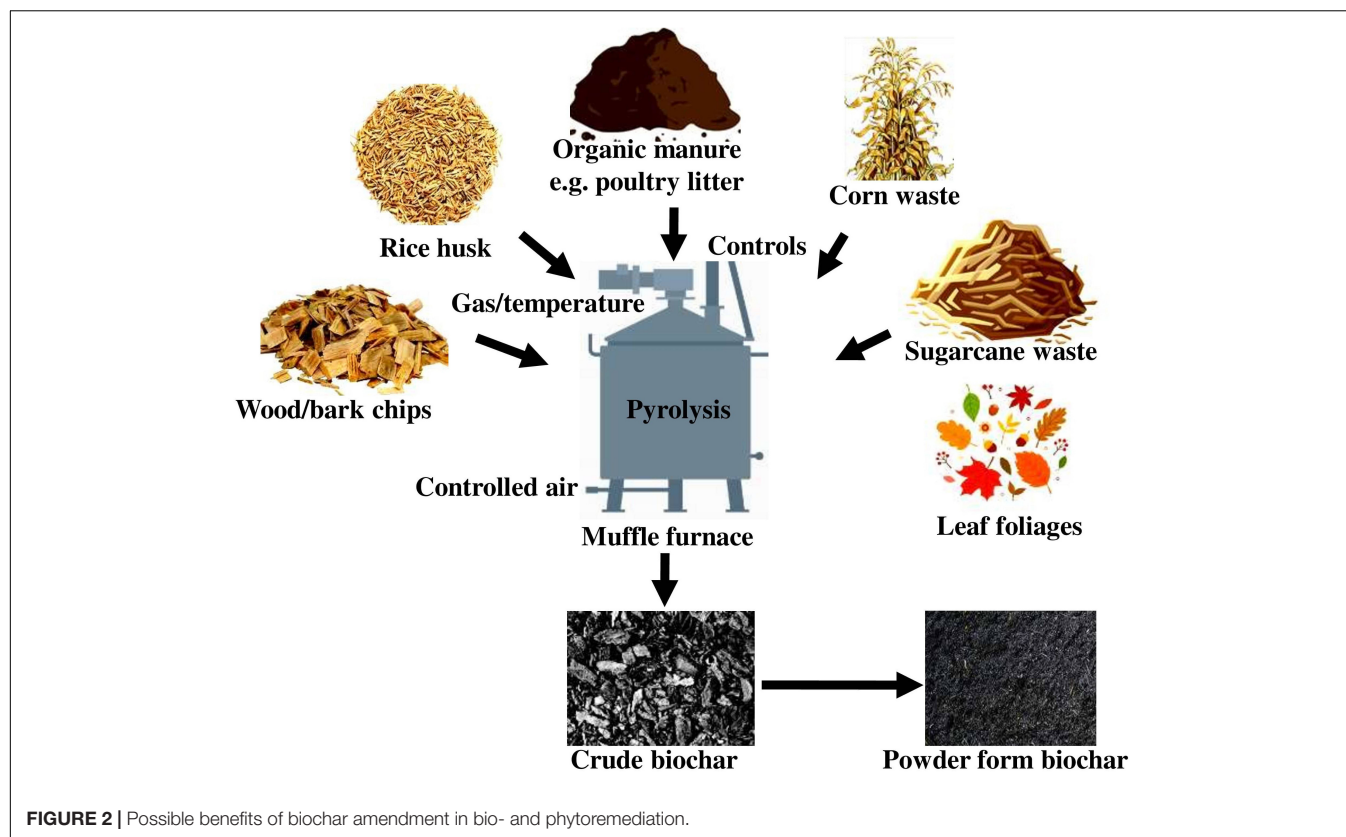 Organic manure
e.g. poultry litter
Corn waste
Rice husk
Controls
Gas/temperature
Sugarcane waste
Wood/bark chips
Pyrolysis
Controlled air
Leaf foliages
Muffle furnace
Crude biochar
Powder form biochar
FIGURE 2 | Possible benefits of biochar amendment in bio- and phytoremediation.